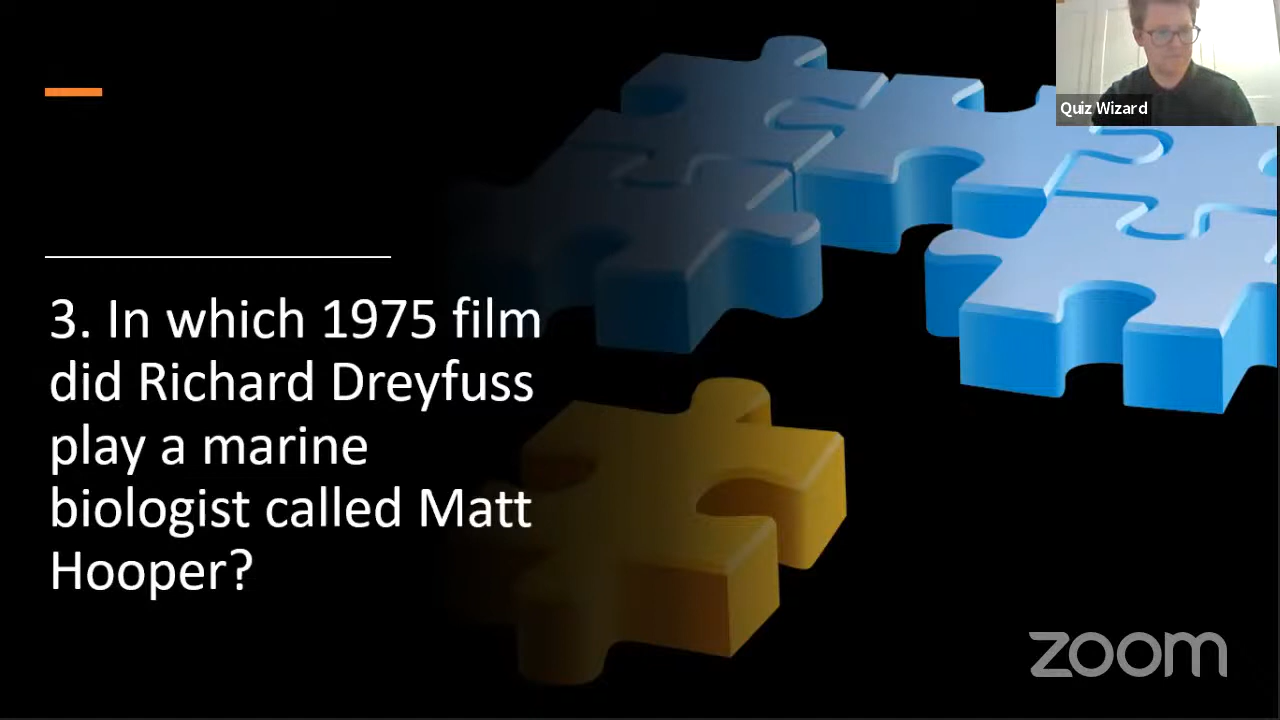 Quiz Wizard
3. In which 1975 film
did Richard Dreyfuss
play a marine
biologist called Matt
Hooper?
zoom